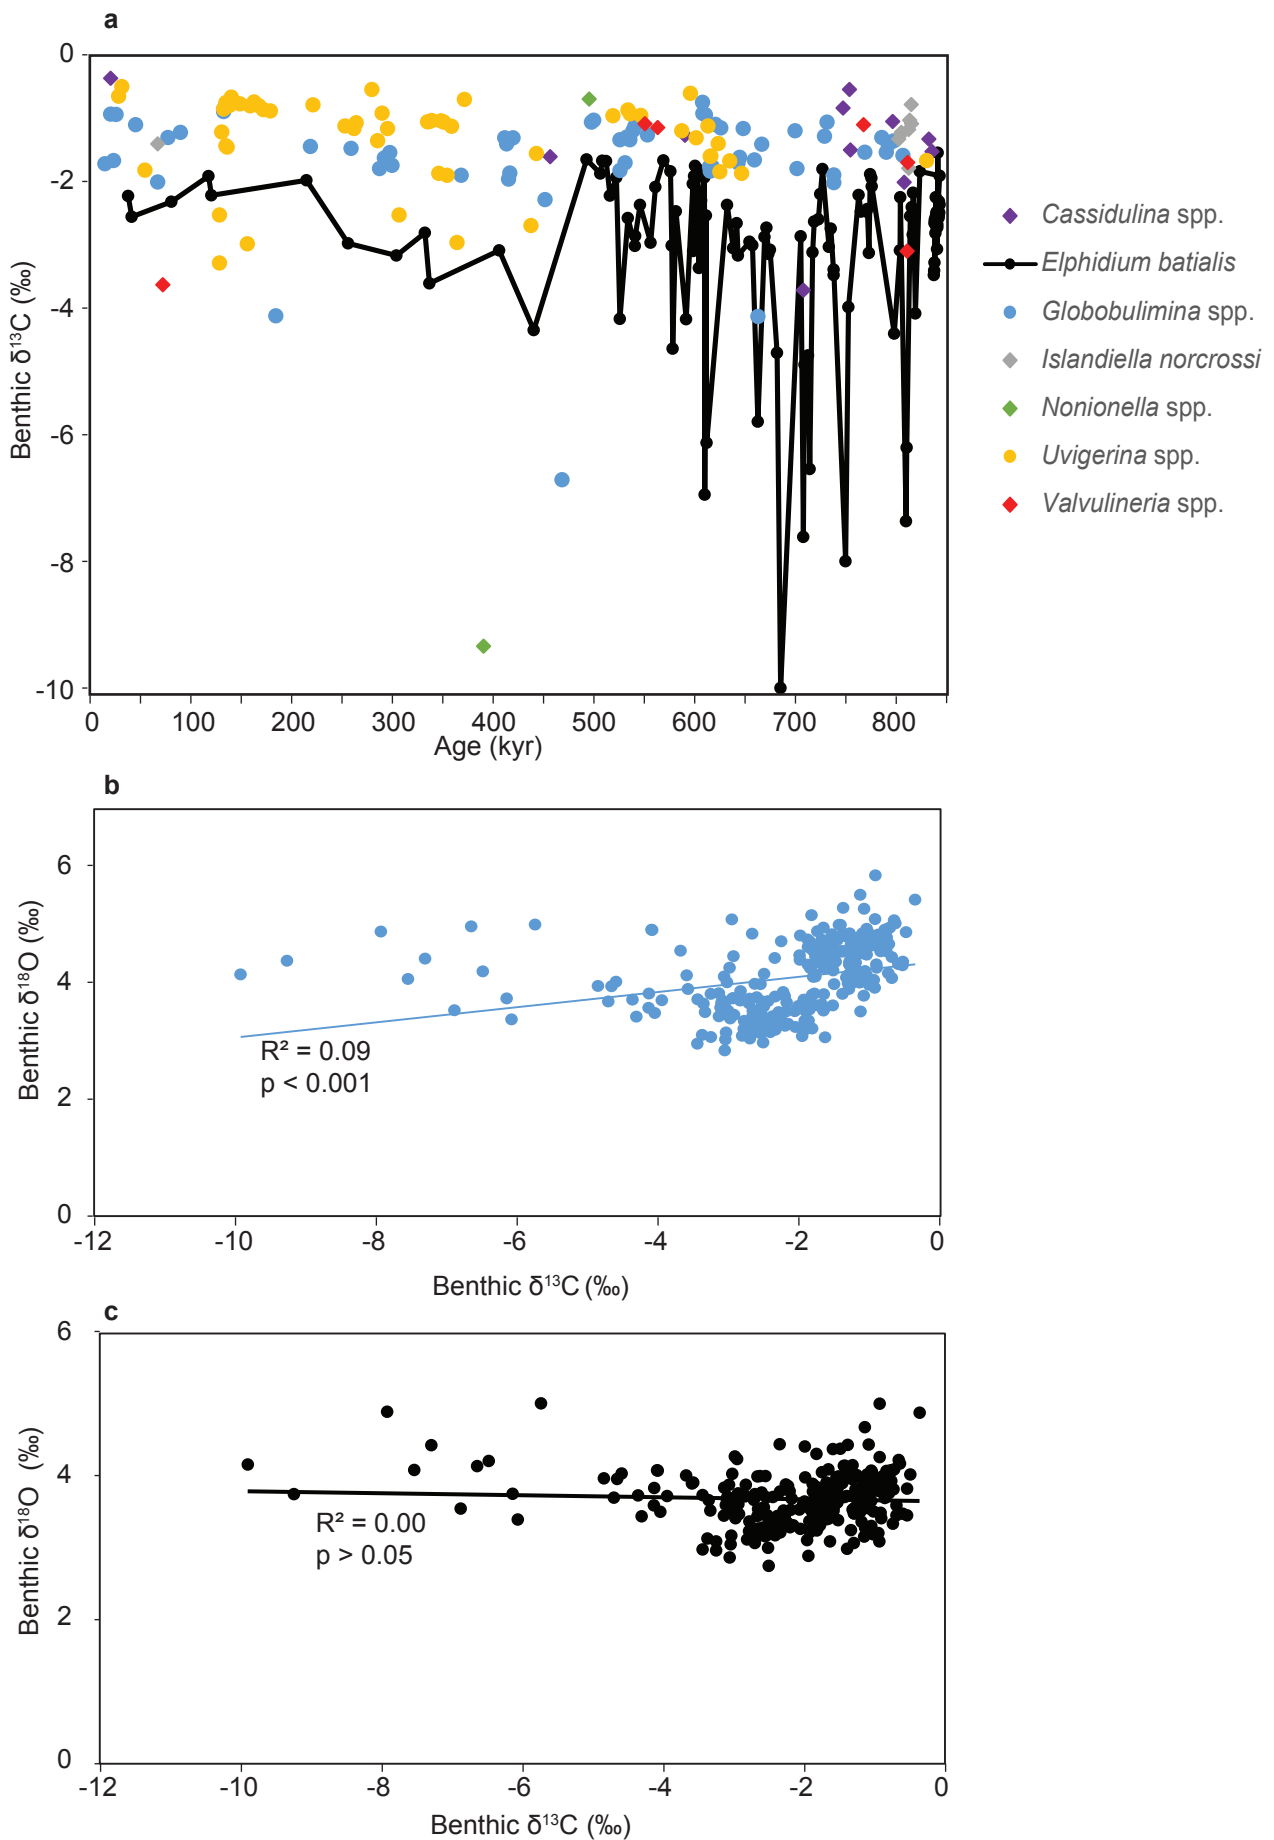 a
0
-2
-4
-6
-8
-10
Benthic δ¹³C (‰)
0 100 200 300 400 500 600 700 800
Age (kyr)
Cassidulina spp.
Elphidium batialis
Globobulimina spp.
Islandiella norcrossi
Nonionella spp.
Uvigerina spp.
Valvulineria spp.
b
6
4
2
0
Benthic δ¹⁸O (‰)
R² = 0.09
p < 0.001
-12 -10 -8 -6 -4 -2 0
Benthic δ¹³C (‰)
c
6
4
2
0
Benthic δ¹⁸O (‰)
R² = 0.00
p > 0.05
-12 -10 -8 -6 -4 -2 0
Benthic δ¹³C (‰)